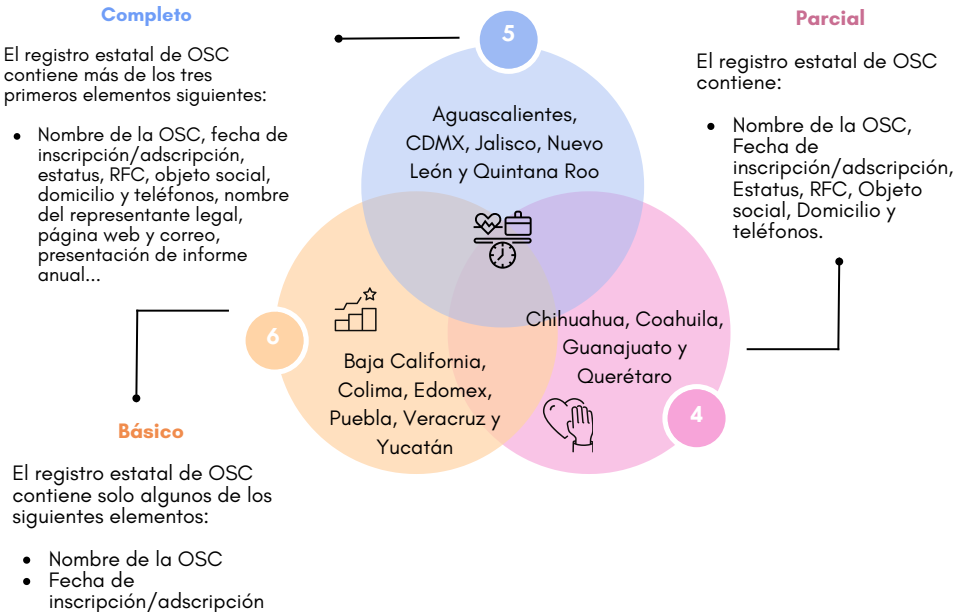 Completo
El registro estatal de OSC
contiene más de los tres
primeros elementos siguientes:
• Nombre de la OSC, fecha de
inscripción/adscripción,
estatus, RFC, objeto social,
domicilio y teléfonos, nombre
del representante legal,
página web y correo,
presentación de informe
anual...
5
Aguascalientes,
CDMX, Jalisco, Nuevo
León y Quintana Roo
Parcial
El registro estatal de OSC
contiene:
• Nombre de la OSC,
Fecha de
inscripción/adscripción,
Estatus, RFC, Objeto
social, Domicilio y
teléfonos.
Chihuahua, Coahuila,
Guanajuato y
Querétaro
4
6
Baja California,
Colima, Edomex,
Puebla, Veracruz y
Yucatán
Básico
El registro estatal de OSC
contiene solo algunos de los
siguientes elementos:
• Nombre de la OSC
• Fecha de
inscripción/adscripción